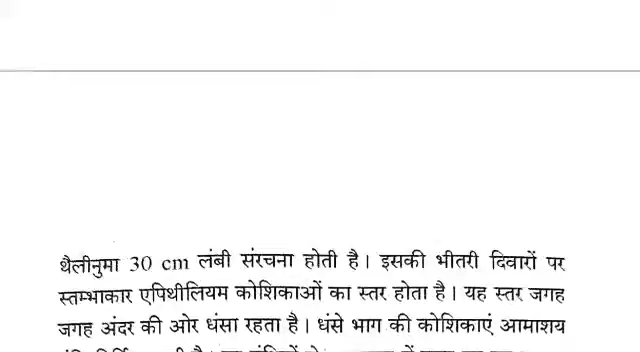 थैलीनुमा 30 cm लंबी संरचना होती है। इसकी भीतरी दिवारों पर
स्तम्भाकार एपिथीलियम कोशिकाओं का स्तर होता है। यह स्तर जगह
जगह अंदर की ओर धंसा रहता है। धंसे भाग की कोशिकाएं आमाशय